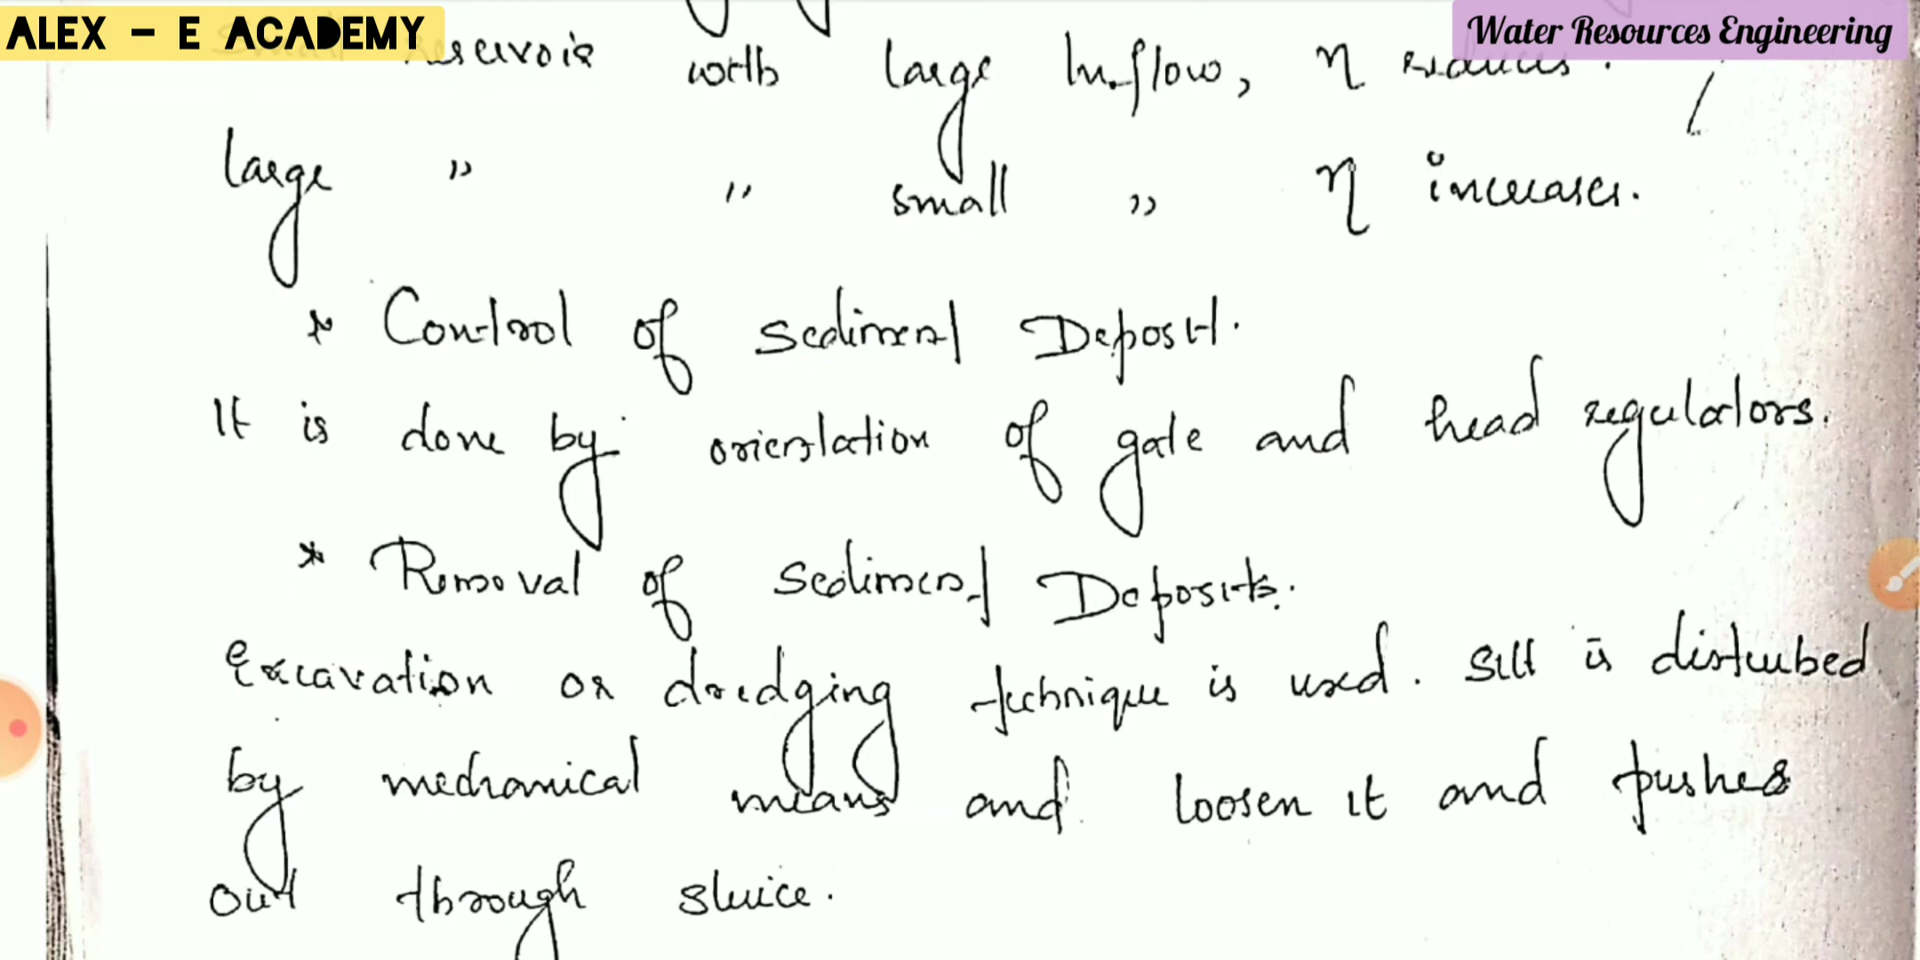 ALEX - E ACADEMY
Water Resources Engineering
reservoir with large Inflow, η reduces.
large " " small " η increases.
* Control of Sediment Deposit.
It is done by orientation of gate and head regulators.
* Removal of Sediment Deposits.
Excavation or dredging technique is used. Silt is disturbed
by mechanical means and loosen it and pushes
out through sluice.